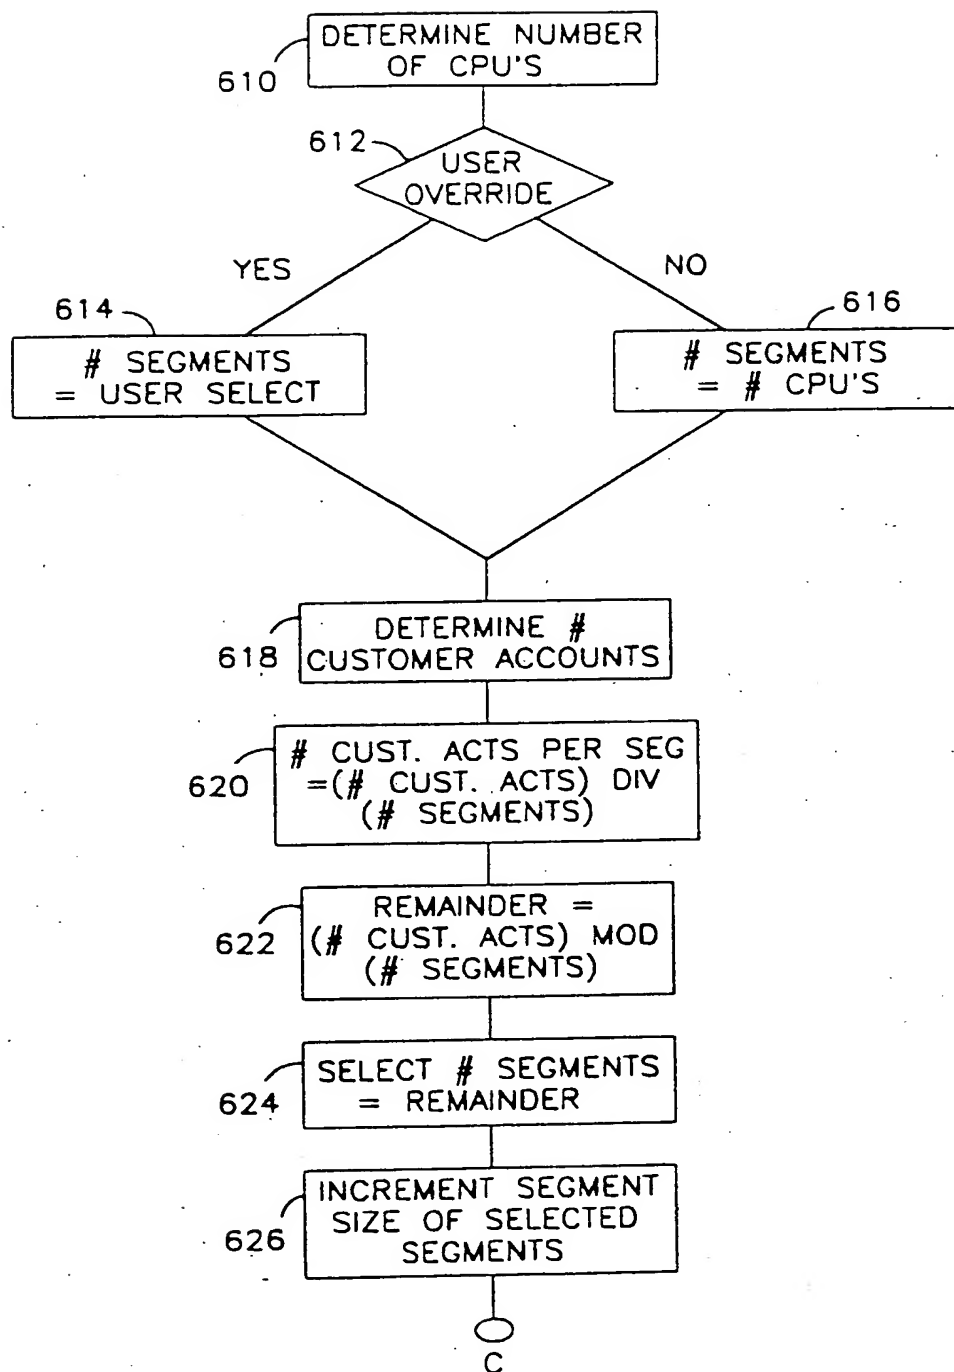 DETERMINE NUMBER
OF CPU'S
610
612
USER
OVERRIDE
YES
NO
614
616
# SEGMENTS
= USER SELECT
# SEGMENTS
= # CPU'S
DETERMINE #
CUSTOMER ACCOUNTS
618
# CUST. ACTS PER SEG
=(# CUST. ACTS) DIV
(# SEGMENTS)
620
REMAINDER =
(# CUST. ACTS) MOD
(# SEGMENTS)
622
SELECT # SEGMENTS
= REMAINDER
624
INCREMENT SEGMENT
SIZE OF SELECTED
SEGMENTS
626
C